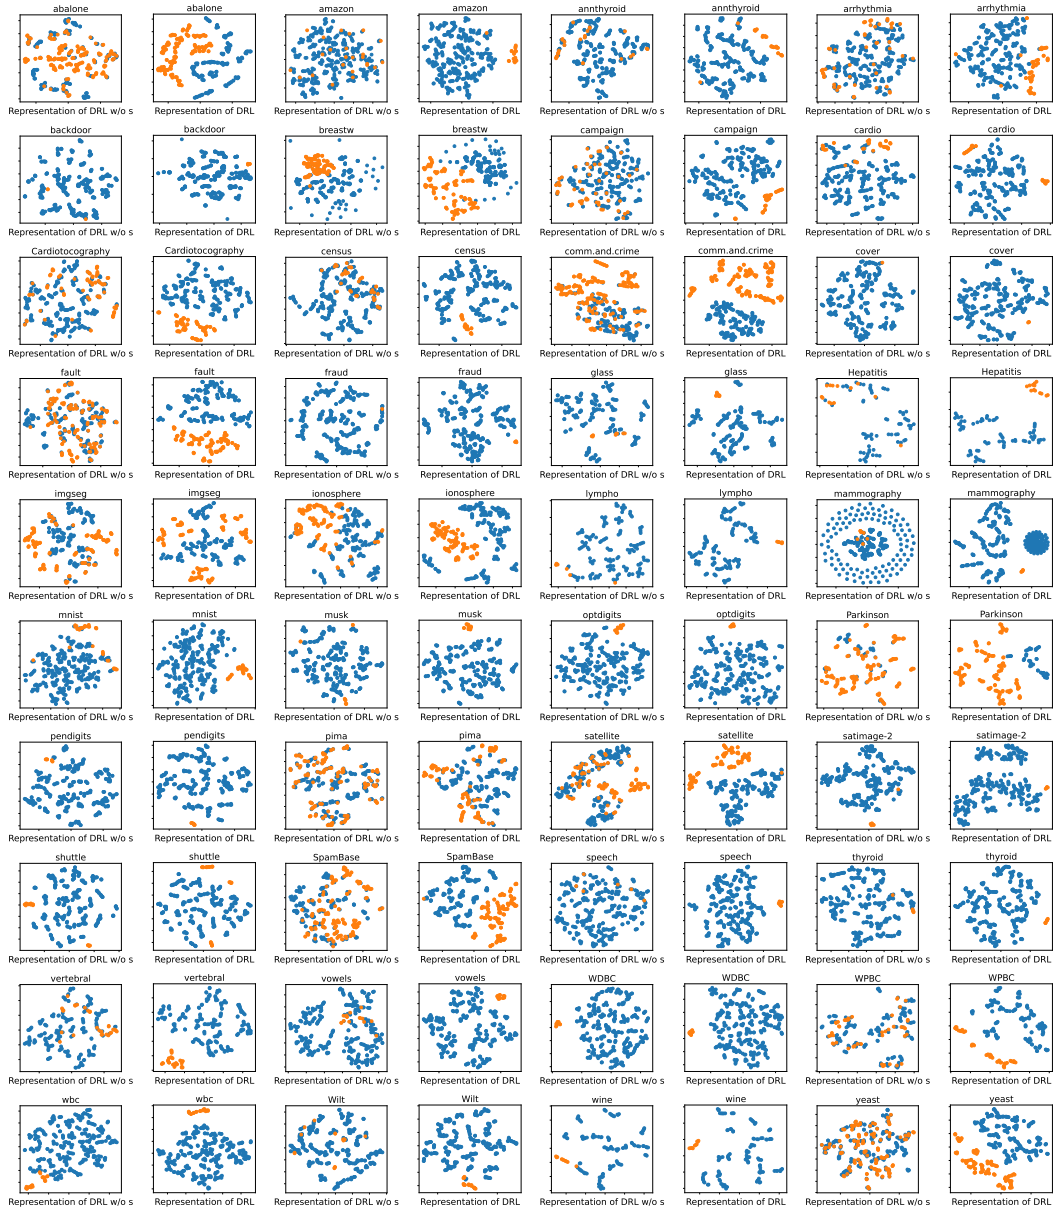 abalone abalone amazon amazon annthyroid annthyroid arrhythmia arrhythmia
Representation of DRL w/o s Representation of DRL Representation of DRL w/o s Representation of DRL Representation of DRL w/o s Representation of DRL Representation of DRL w/o s Representation of DRL
backdoor backdoor breastw breastw campaign campaign cardio cardio
Representation of DRL w/o s Representation of DRL Representation of DRL w/o s Representation of DRL Representation of DRL w/o s Representation of DRL Representation of DRL w/o s Representation of DRL
Cardiotocography Cardiotocography census census comm.and.crime comm.and.crime cover cover
Representation of DRL w/o s Representation of DRL Representation of DRL w/o s Representation of DRL Representation of DRL w/o s Representation of DRL Representation of DRL w/o s Representation of DRL
fault fault fraud fraud glass glass Hepatitis Hepatitis
Representation of DRL w/o s Representation of DRL Representation of DRL w/o s Representation of DRL Representation of DRL w/o s Representation of DRL Representation of DRL w/o s Representation of DRL
imgseg imgseg ionosphere ionosphere lympho lympho mammography mammography
Representation of DRL w/o s Representation of DRL Representation of DRL w/o s Representation of DRL Representation of DRL w/o s Representation of DRL Representation of DRL w/o s Representation of DRL
mnist mnist musk musk optdigits optdigits Parkinson Parkinson
Representation of DRL w/o s Representation of DRL Representation of DRL w/o s Representation of DRL Representation of DRL w/o s Representation of DRL Representation of DRL w/o s Representation of DRL
pendigits pendigits pima pima satellite satellite satimage-2 satimage-2
Representation of DRL w/o s Representation of DRL Representation of DRL w/o s Representation of DRL Representation of DRL w/o s Representation of DRL Representation of DRL w/o s Representation of DRL
shuttle shuttle SpamBase SpamBase speech speech thyroid thyroid
Representation of DRL w/o s Representation of DRL Representation of DRL w/o s Representation of DRL Representation of DRL w/o s Representation of DRL Representation of DRL w/o s Representation of DRL
vertebral vertebral vowels vowels WDBC WDBC WPBC WPBC
Representation of DRL w/o s Representation of DRL Representation of DRL w/o s Representation of DRL Representation of DRL w/o s Representation of DRL Representation of DRL w/o s Representation of DRL
wbc wbc Wilt Wilt wine wine yeast yeast
Representation of DRL w/o s Representation of DRL Representation of DRL w/o s Representation of DRL Representation of DRL w/o s Representation of DRL Representation of DRL w/o s Representation of DRL